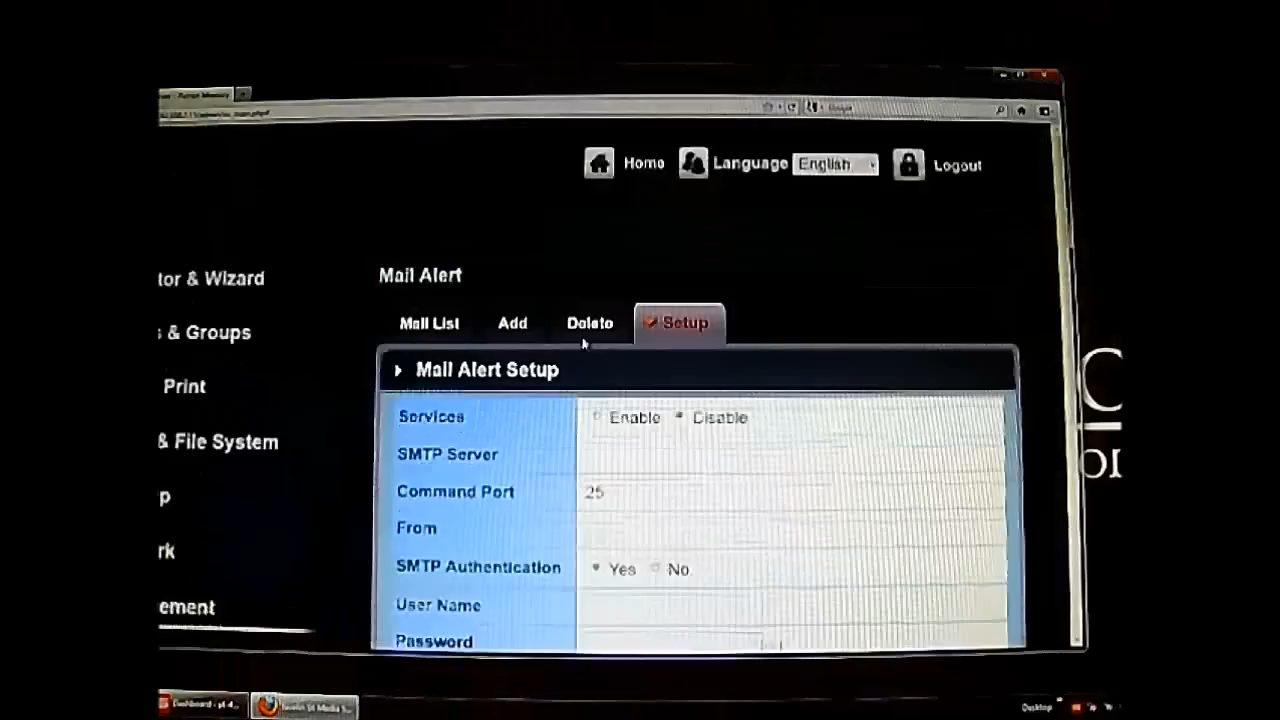 Home Language English Logout
tor & Wizard
& Groups
Print
& File System
p
rk
ement
Mail Alert
Mail List Add Delete Setup
Mail Alert Setup
Services Enable Disable
SMTP Server
Command Port 25
From
SMTP Authentication Yes No
User Name
Password
C
Desktop